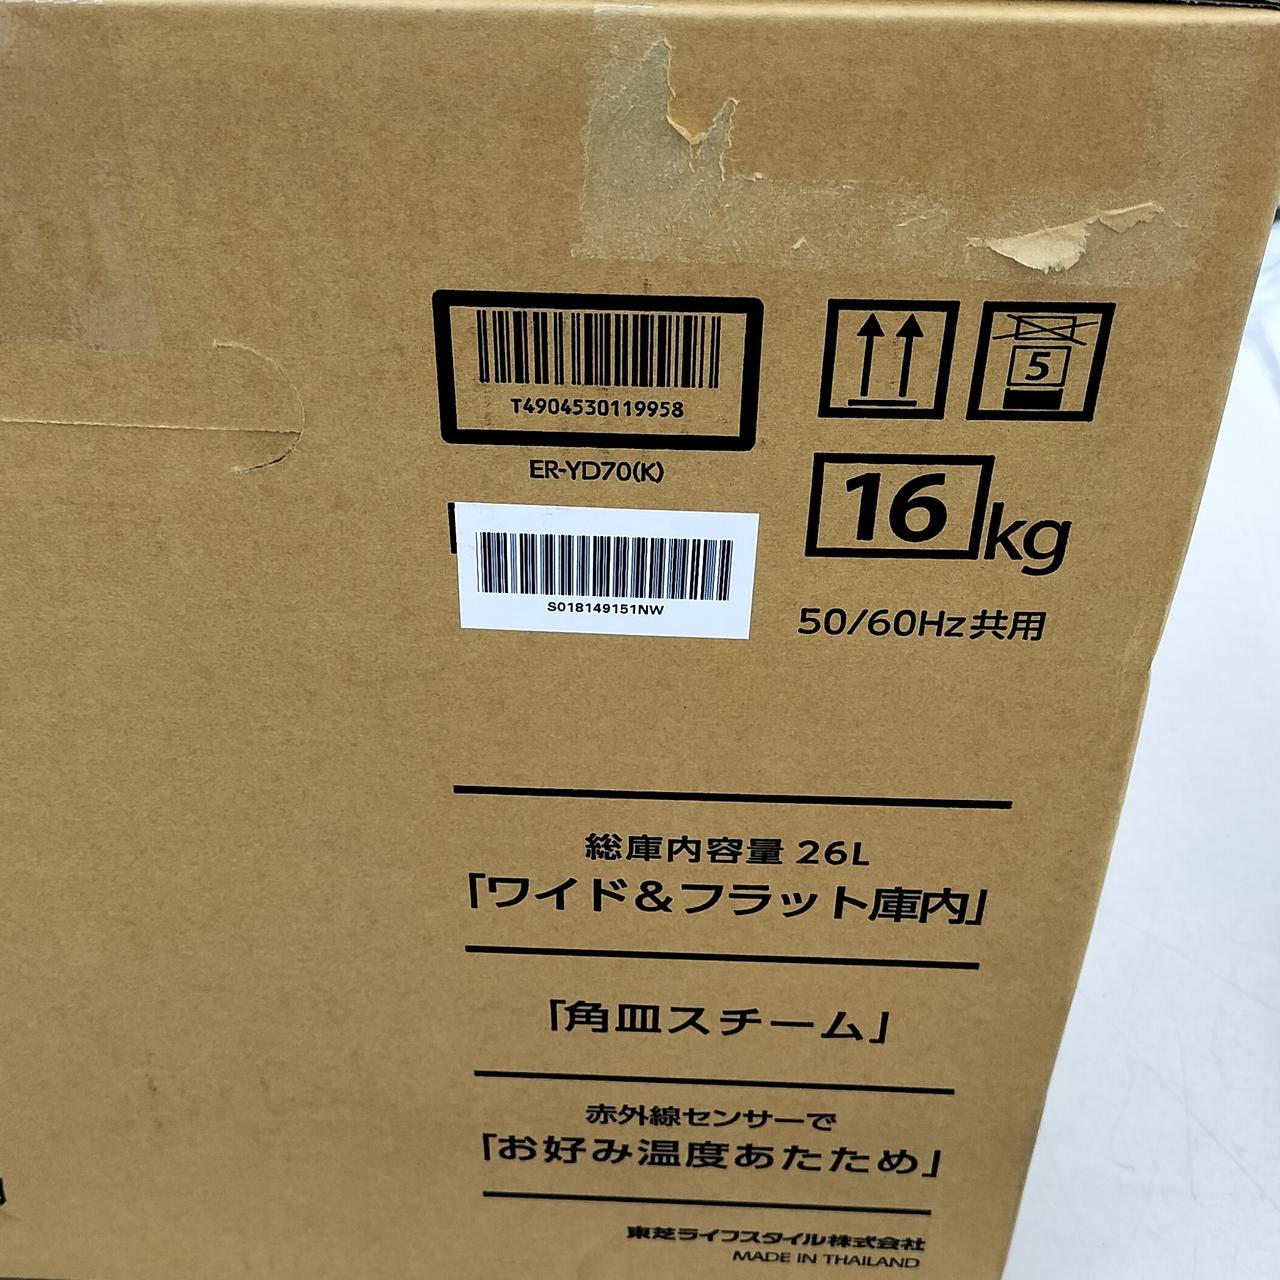 T4904530119958
ER-YD70(K)
5
16kg
S018149151NW
50/60Hz共用
総庫内容量 26L
「ワイド&フラット庫内」
「角皿スチーム」
赤外線センサーで
「お好み温度あたため」
東芝ライフスタイル株式会社
MADE IN THAILAND